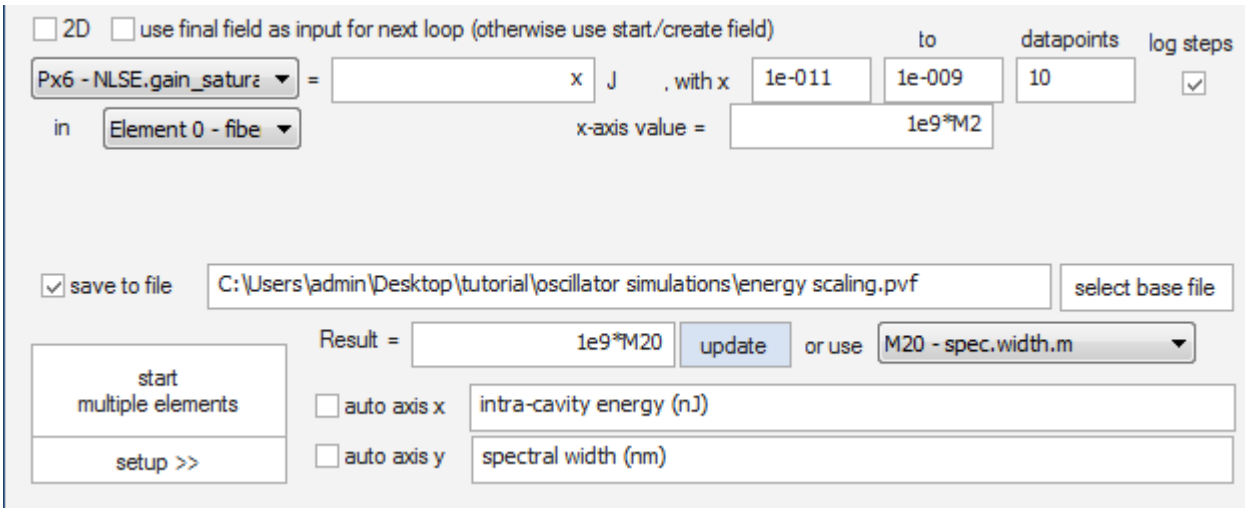 2D use final field as input for next loop (otherwise use start/create field)
to datapoints log steps
Px6 - NLSE.gain_satura = x J , with x 1e-011 1e-009 10
in Element 0 - fibe x-axis value = 1e9*M2
save to file C:\Users\admin\Desktop\tutorial\oscillator simulations\energy scaling.pvf select base file
Result = 1e9*M20 update or use M20 - spec.width.m
start
multiple elements
auto axis x intra-cavity energy (nJ)
setup >> auto axis y spectral width (nm)